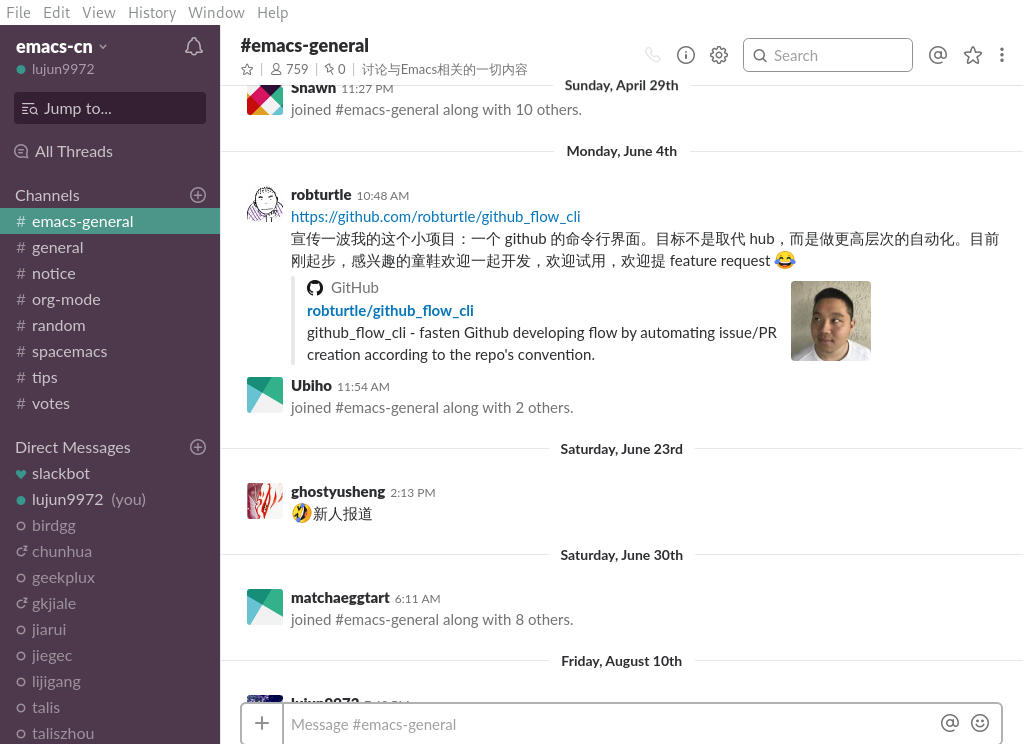 File Edit View History Window Help
emacs-cn
lujun9972
Jump to...
All Threads
Channels
# emacs-general
# general
# notice
# org-mode
# random
# spacemacs
# tips
# votes
Direct Messages
slackbot
lujun9972 (you)
birdgg
chunhua
geekplux
gkjiale
jiarui
jiegec
lijigang
talis
taliszhou
#emacs-general
759 | 0 | 讨论与Emacs相关的一切内容
Search
Sunday, April 29th
Shawn 11:27 PM
joined #emacs-general along with 10 others.
Monday, June 4th
robturtle 10:48 AM
https://github.com/robturtle/github_flow_cli
宣传一波我的这个小项目：一个 github 的命令行界面。目标不是取代 hub，而是做更高层次的自动化。目前
刚起步，感兴趣的童鞋欢迎一起开发，欢迎试用，欢迎提 feature request 😂
GitHub
robturtle/github_flow_cli
github_flow_cli - fasten Github developing flow by automating issue/PR
creation according to the repo's convention.
Ubiho 11:54 AM
joined #emacs-general along with 2 others.
Saturday, June 23rd
ghostyusheng 2:13 PM
🤣新人报道
Saturday, June 30th
matchaeggtart 6:11 AM
joined #emacs-general along with 8 others.
Friday, August 10th
lujun9972
Message #emacs-general